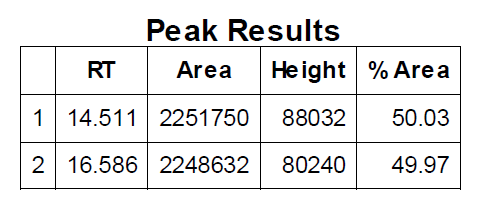 Peak Results
RT Area Height % Area
1 14.511 2251750 88032 50.03
2 16.586 2248632 80240 49.97